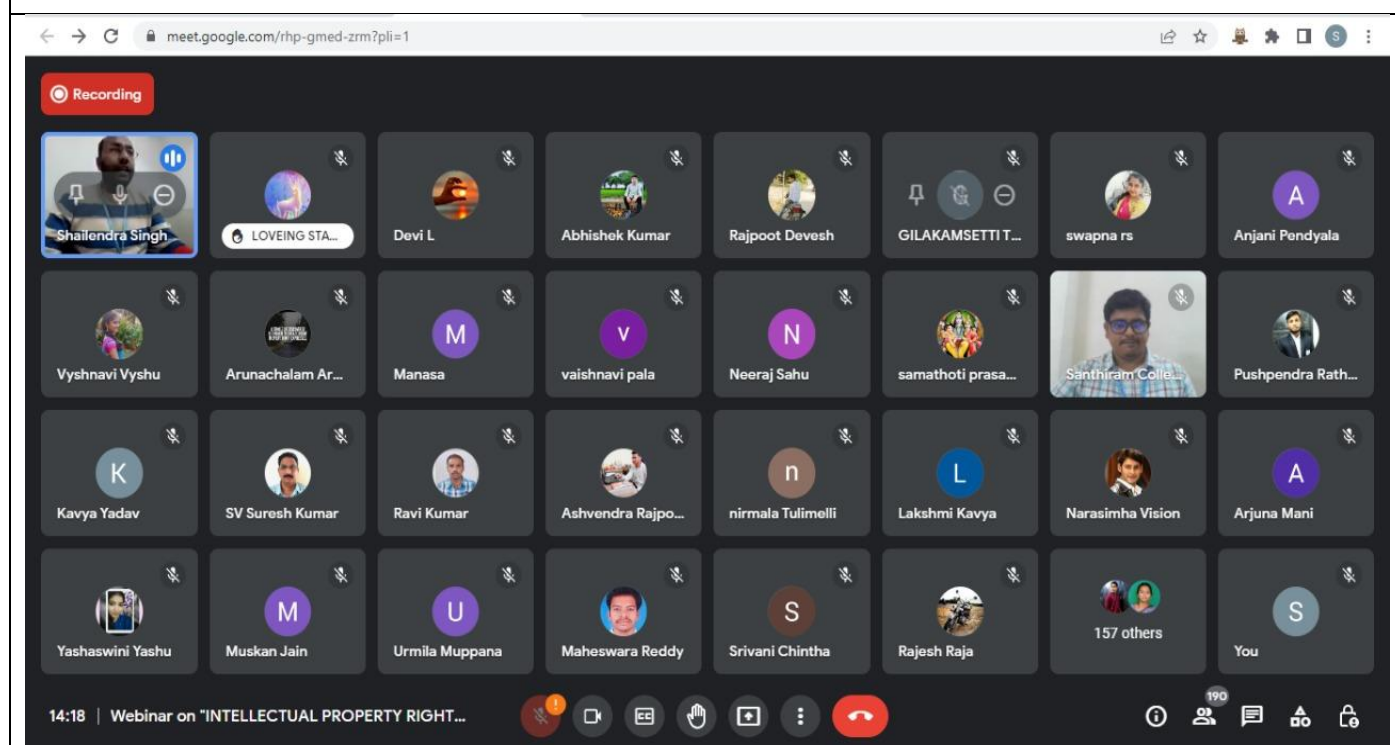 meet.google.com/rhp-gmed-zrm?pli=1
S
Recording
Shailendra Singh
LOVEING STA...
Devi L
Abhishek Kumar
Rajpoot Devesh
GILAKAMSETTI T...
swapna rs
A
Anjani Pendyala
Vyshnavi Vyshu
Arunachalam Ar...
M
Manasa
v
vaishnavi pala
N
Neeraj Sahu
samathoti prasa...
Santhiram Colle...
Pushpendra Rath...
K
Kavya Yadav
SV Suresh Kumar
Ravi Kumar
Ashvendra Rajpo...
n
nirmala Tulimelli
L
Lakshmi Kavya
Narasimha Vision
A
Arjuna Mani
Yashaswini Yashu
M
Muskan Jain
U
Urmila Muppana
Maheswara Reddy
S
Srivani Chintha
Rajesh Raja
157 others
S
You
14:18 | Webinar on "INTELLECTUAL PROPERTY RIGHT...
CC
190